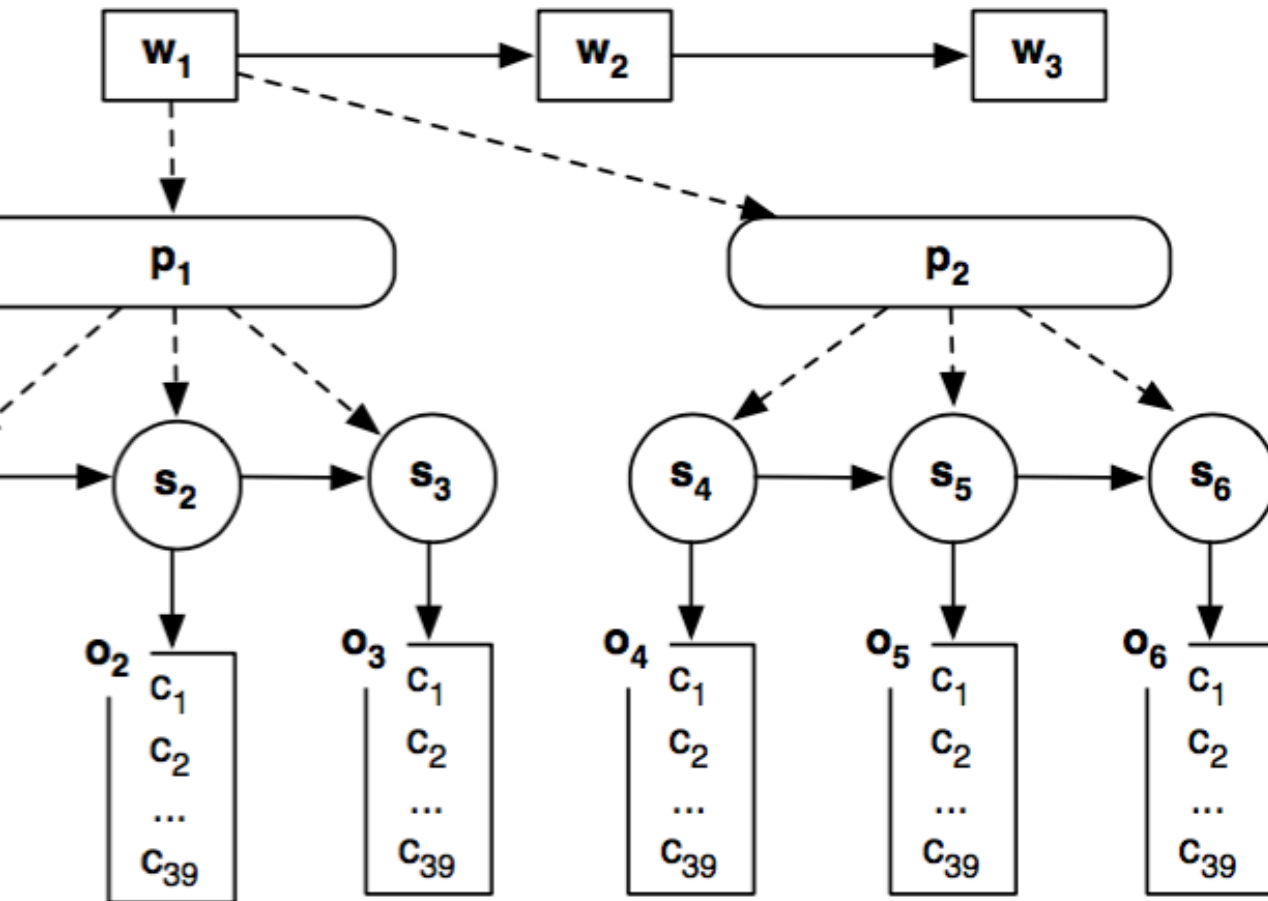 w₁ w₂ w₃
p₁ p₂
s₂ s₃ s₄ s₅ s₆
o₂ o₃ o₄ o₅ o₆
c₁ c₁ c₁ c₁ c₁
c₂ c₂ c₂ c₂ c₂
... ... ... ... ...
c₃₉ c₃₉ c₃₉ c₃₉ c₃₉